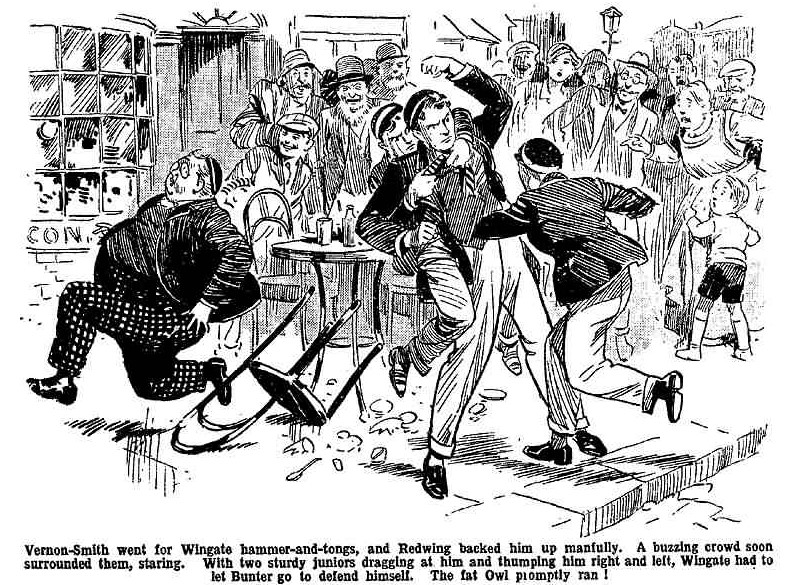 CON.
Vernon-Smith went for Wingate hammer-and-tongs, and Redwing backed him up manfully. A buzzing crowd soon
surrounded them, staring. With two sturdy juniors dragging at him and thumping him right and left, Wingate had to
let Bunter go to defend himself. The fat Owl promptly ran !